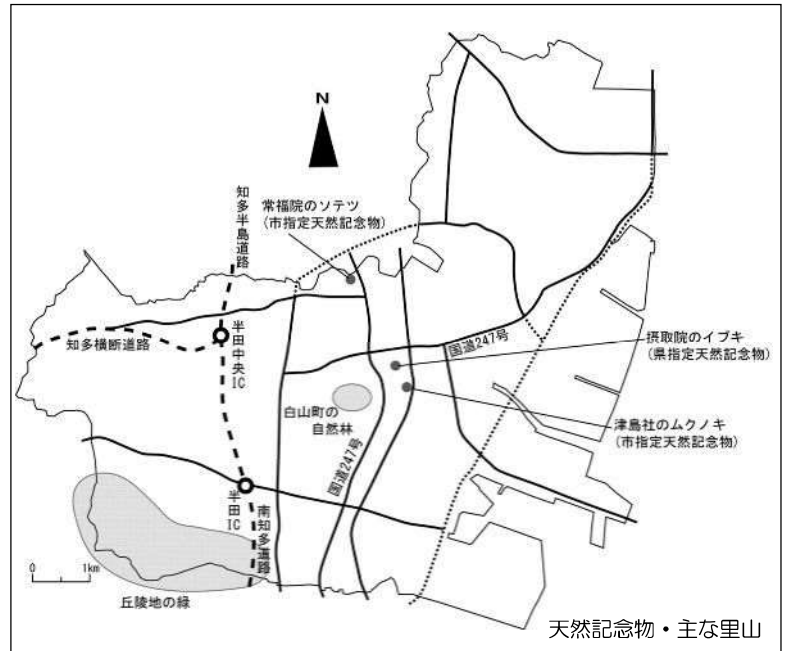 N
知多半島道路
常福院のソテツ
(市指定天然記念物)
知多横断道路
半田中央IC
国道247号
摂取院のイブキ
(県指定天然記念物)
白山町の
自然林
津島社のムクノキ
(市指定天然記念物)
国道247号
半田IC
南知多道路
0 1km
丘陵地の緑
天然記念物・主な里山